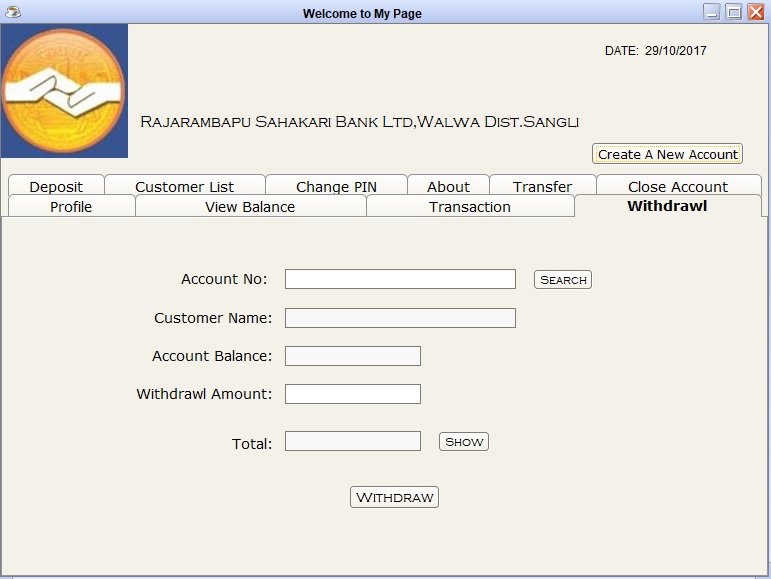 Welcome to My Page
DATE: 29/10/2017
Rajarambapu Sahakari Bank Ltd,Walwa Dist.Sangli
Create A New Account
Deposit Customer List Change PIN About Transfer Close Account
Profile View Balance Transaction Withdrawl
Account No: Search
Customer Name:
Account Balance:
Withdrawl Amount:
Total: Show
Withdraw